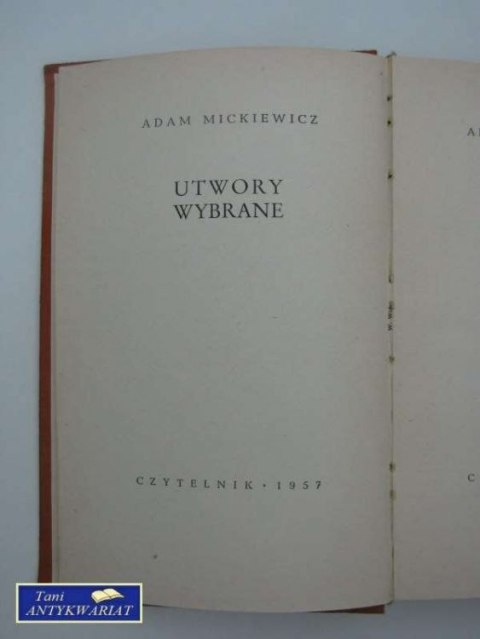 ADAM MICKIEWICZ
UTWORY
WYBRANE
CZYTELNIK • 1957
A
C
Tani
ANTYKWARIAT